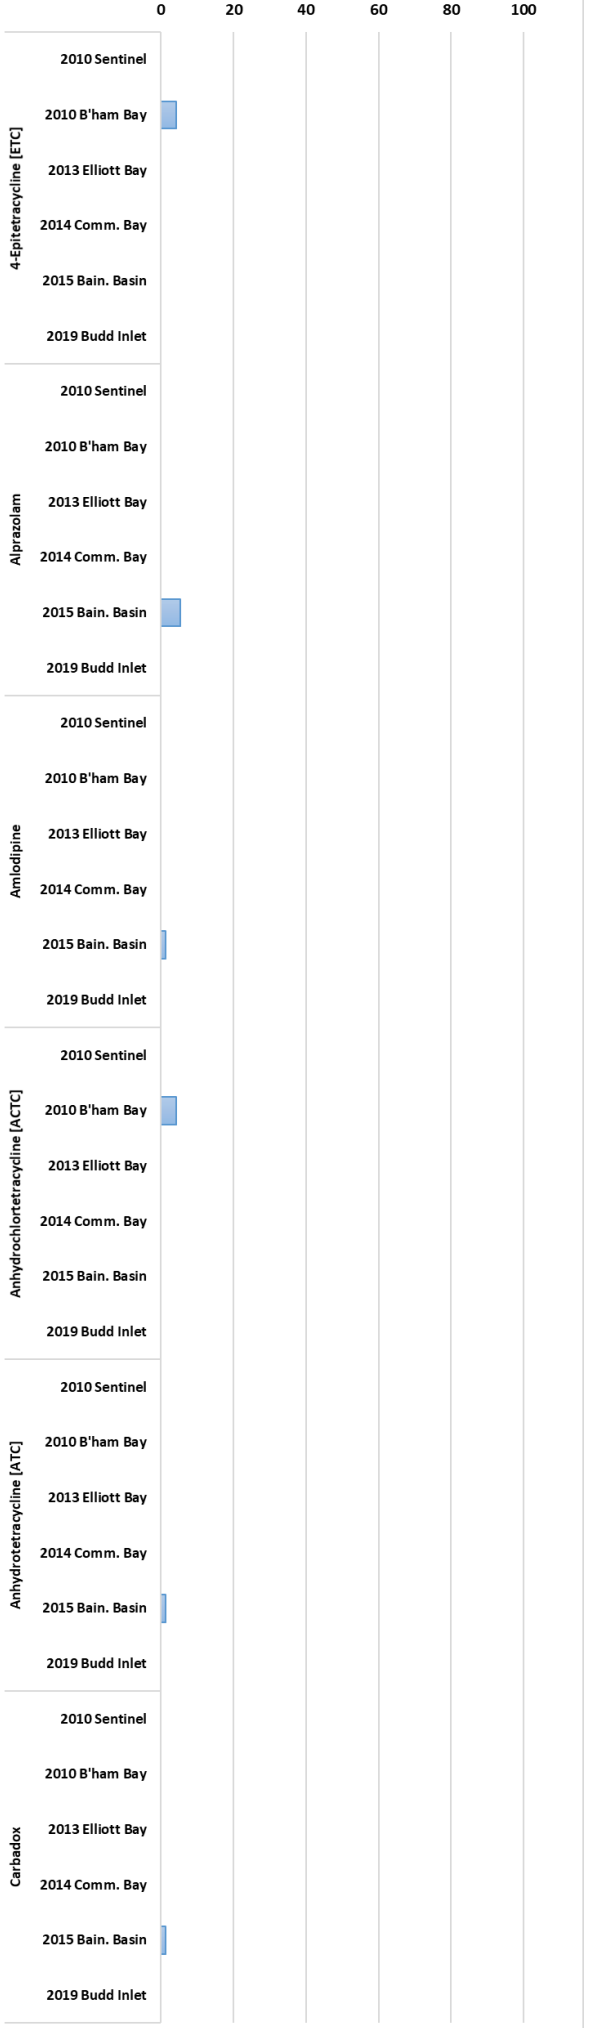 0 20 40 60 80 100
4-Epitetracycline [ETC]
2010 Sentinel
2010 B'ham Bay
2013 Elliott Bay
2014 Comm. Bay
2015 Bain. Basin
2019 Budd Inlet
Alprazolam
2010 Sentinel
2010 B'ham Bay
2013 Elliott Bay
2014 Comm. Bay
2015 Bain. Basin
2019 Budd Inlet
Amlodipine
2010 Sentinel
2010 B'ham Bay
2013 Elliott Bay
2014 Comm. Bay
2015 Bain. Basin
2019 Budd Inlet
Anhydrochlortetracycline [ACTC]
2010 Sentinel
2010 B'ham Bay
2013 Elliott Bay
2014 Comm. Bay
2015 Bain. Basin
2019 Budd Inlet
Anhydrotetracycline [ATC]
2010 Sentinel
2010 B'ham Bay
2013 Elliott Bay
2014 Comm. Bay
2015 Bain. Basin
2019 Budd Inlet
Carbadox
2010 Sentinel
2010 B'ham Bay
2013 Elliott Bay
2014 Comm. Bay
2015 Bain. Basin
2019 Budd Inlet